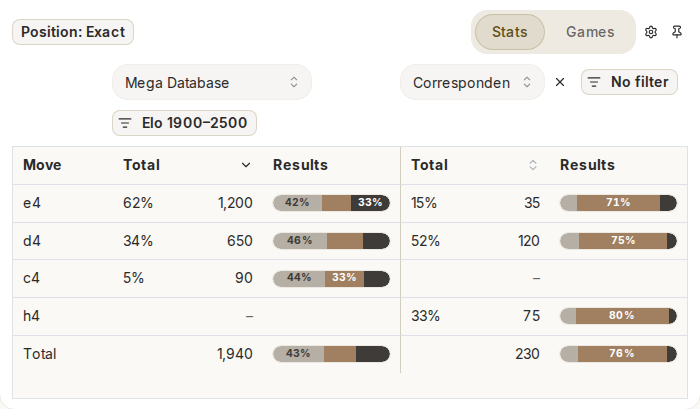 Position: Exact Stats Games
Mega Database Corresponden × No filter
Elo 1900–2500
Move Total Results Total Results
e4 62% 1,200 42% 33% 15% 35 71%
d4 34% 650 46% 52% 120 75%
c4 5% 90 44% 33% –
h4 – 33% 75 80%
Total 1,940 43% 230 76%